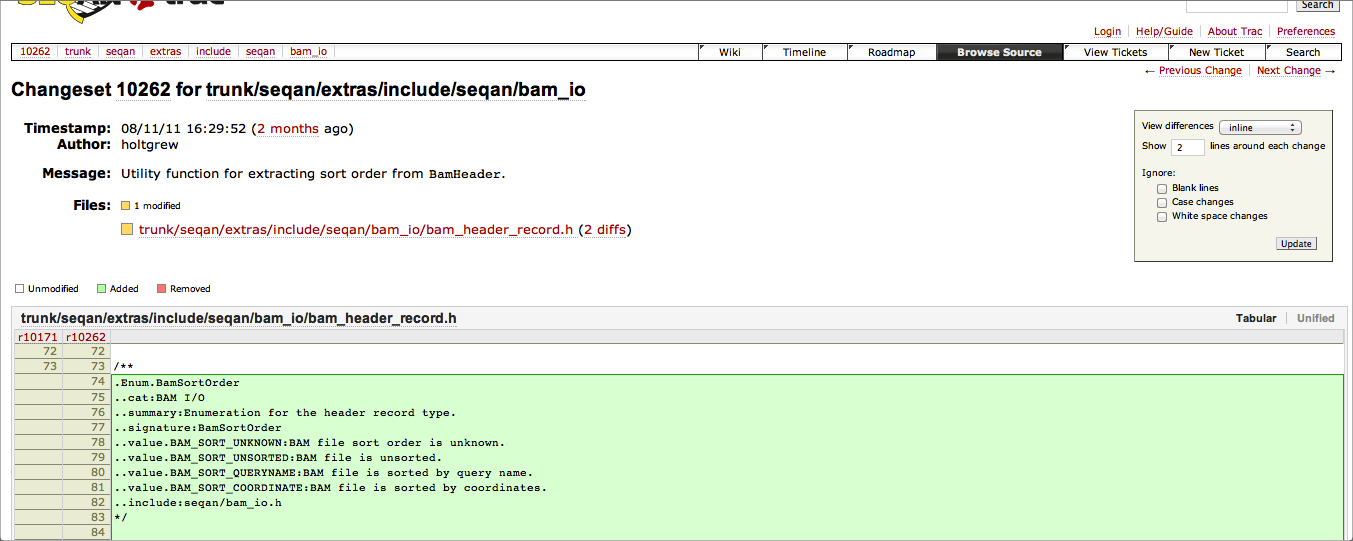 Search
Login Help/Guide About Trac Preferences
10262 trunk seqan extras include seqan bam_io
Wiki Timeline Roadmap Browse Source View Tickets New Ticket Search
← Previous Change Next Change →
Changeset 10262 for trunk/seqan/extras/include/seqan/bam_io
Timestamp: 08/11/11 16:29:52 (2 months ago)
Author: holtgrew
Message: Utility function for extracting sort order from BamHeader.
Files: 1 modified
trunk/seqan/extras/include/seqan/bam_io/bam_header_record.h (2 diffs)
View differences inline
Show 2 lines around each change
Ignore:
Blank lines
Case changes
White space changes
Update
Unmodified Added Removed
trunk/seqan/extras/include/seqan/bam_io/bam_header_record.h Tabular Unified
r10171 r10262
72 72
73 73 /**
74 .Enum.BamSortOrder
75 ..cat:BAM I/O
76 ..summary:Enumeration for the header record type.
77 ..signature:BamSortOrder
78 ..value.BAM_SORT_UNKNOWN:BAM file sort order is unknown.
79 ..value.BAM_SORT_UNSORTED:BAM file is unsorted.
80 ..value.BAM_SORT_QUERYNAME:BAM file is sorted by query name.
81 ..value.BAM_SORT_COORDINATE:BAM file is sorted by coordinates.
82 ..include:seqan/bam_io.h
83 */
84